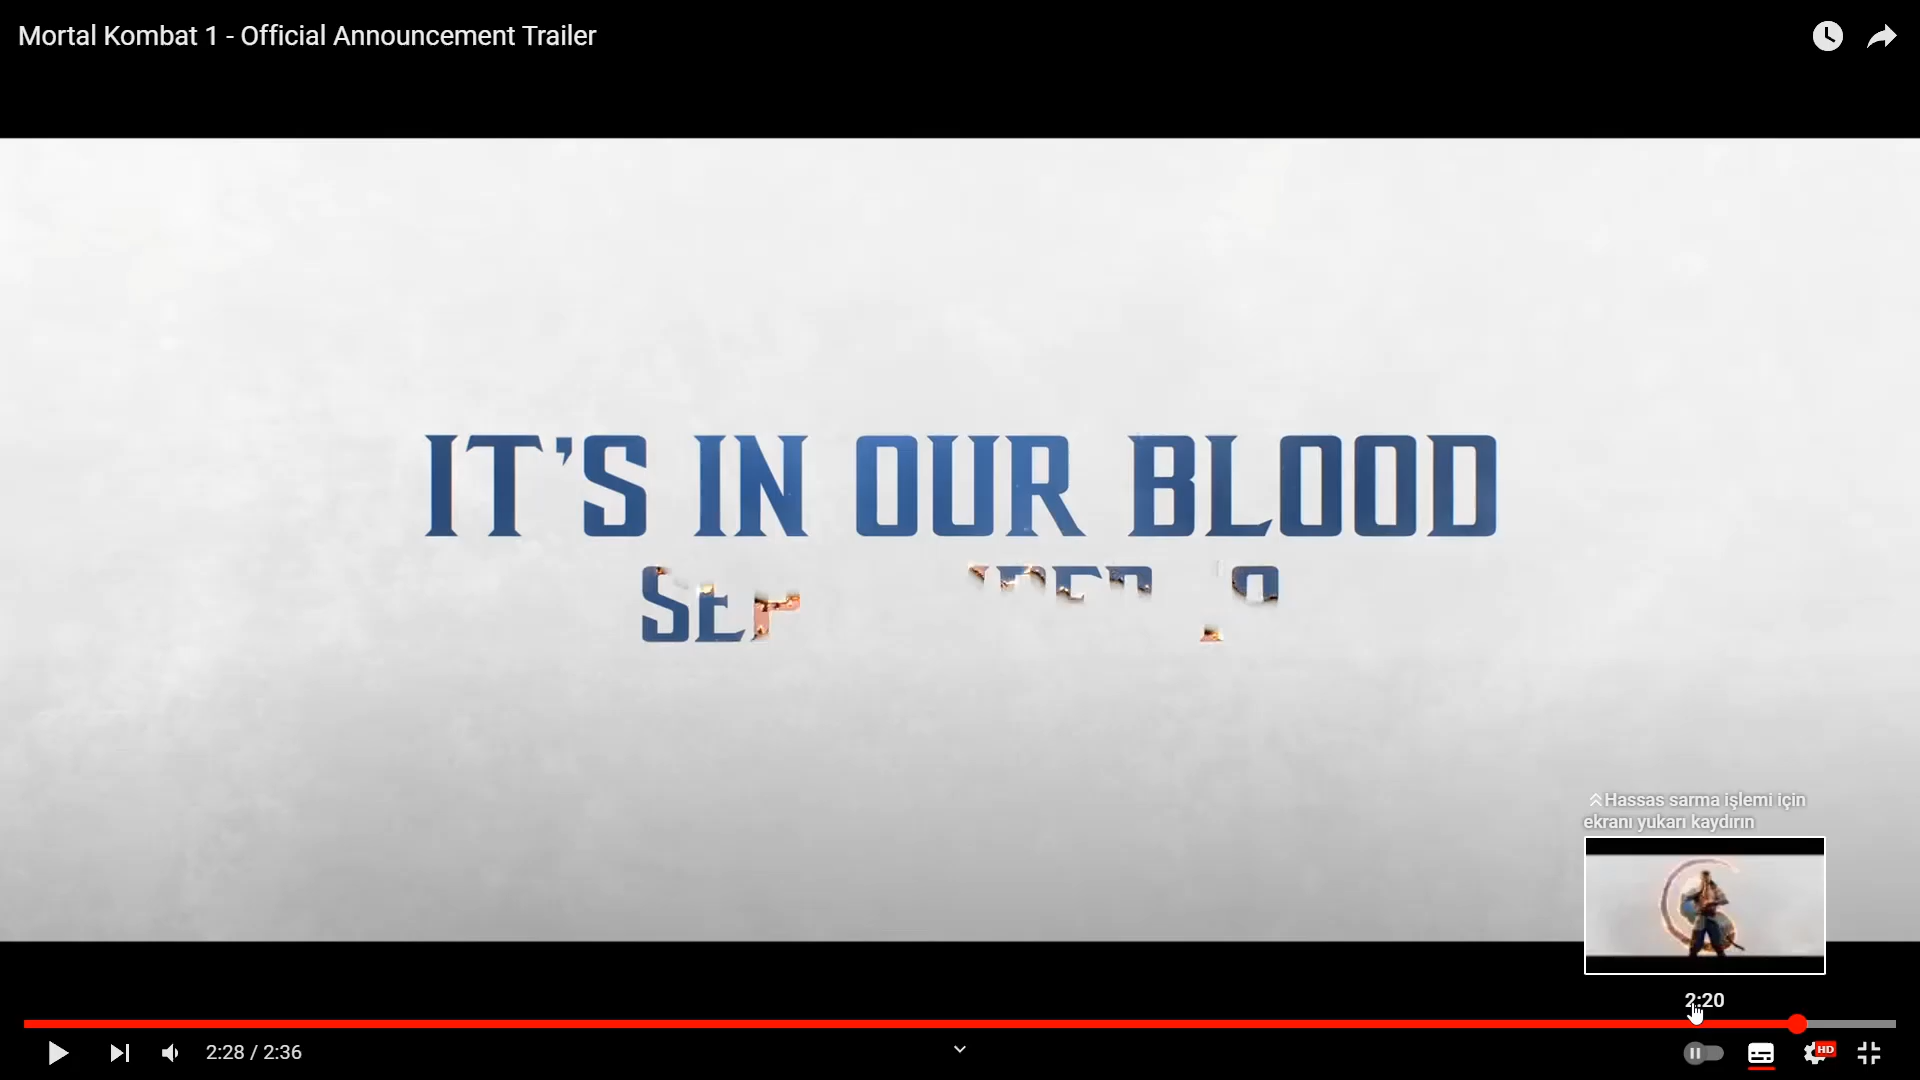 Mortal Kombat 1 - Official Announcement Trailer
IT'S IN OUR BLOOD
Hassas sarma işlemi için
ekranı yukarı kaydırın
2:20
2:28 / 2:36
HD